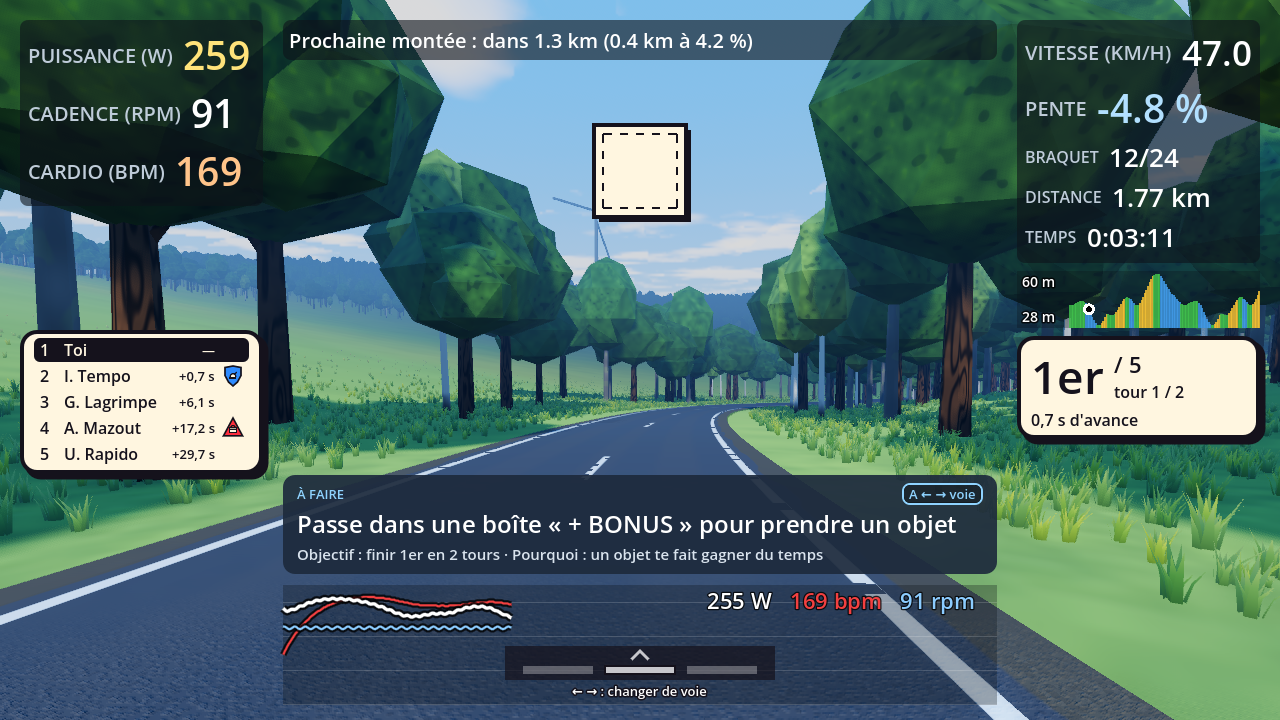 PUISSANCE (W) 259
CADENCE (RPM) 91
CARDIO (BPM) 169
Prochaine montée : dans 1.3 km (0.4 km à 4.2 %)
VITESSE (KM/H) 47.0
PENTE -4.8 %
BRAQUET 12/24
DISTANCE 1.77 km
TEMPS 0:03:11
60 m
28 m
1 Toi —
2 I. Tempo +0,7 s
3 G. Lagrimpe +6,1 s
4 A. Mazout +17,2 s
5 U. Rapido +29,7 s
1er / 5
tour 1 / 2
0,7 s d'avance
À FAIRE
A ← → voie
Passe dans une boîte « + BONUS » pour prendre un objet
Objectif : finir 1er en 2 tours · Pourquoi : un objet te fait gagner du temps
255 W 169 bpm 91 rpm
← → : changer de voie